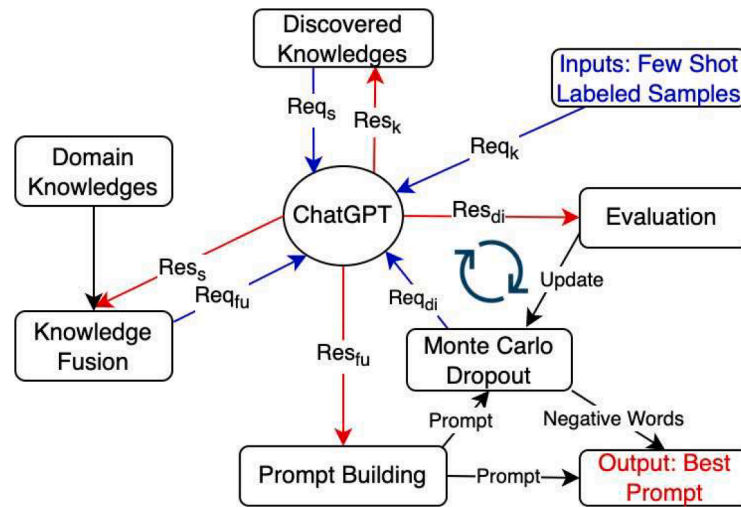 Discovered
Knowledges
Inputs: Few Shot
Labeled Samples
Req_s
Res_k
Req_k
Domain
Knowledges
ChatGPT
Res_di
Evaluation
Res_s
Req_fu
Req_di
Update
Knowledge
Fusion
Res_fu
Monte Carlo
Dropout
Prompt
Negative Words
Prompt Building
Prompt
Output: Best
Prompt